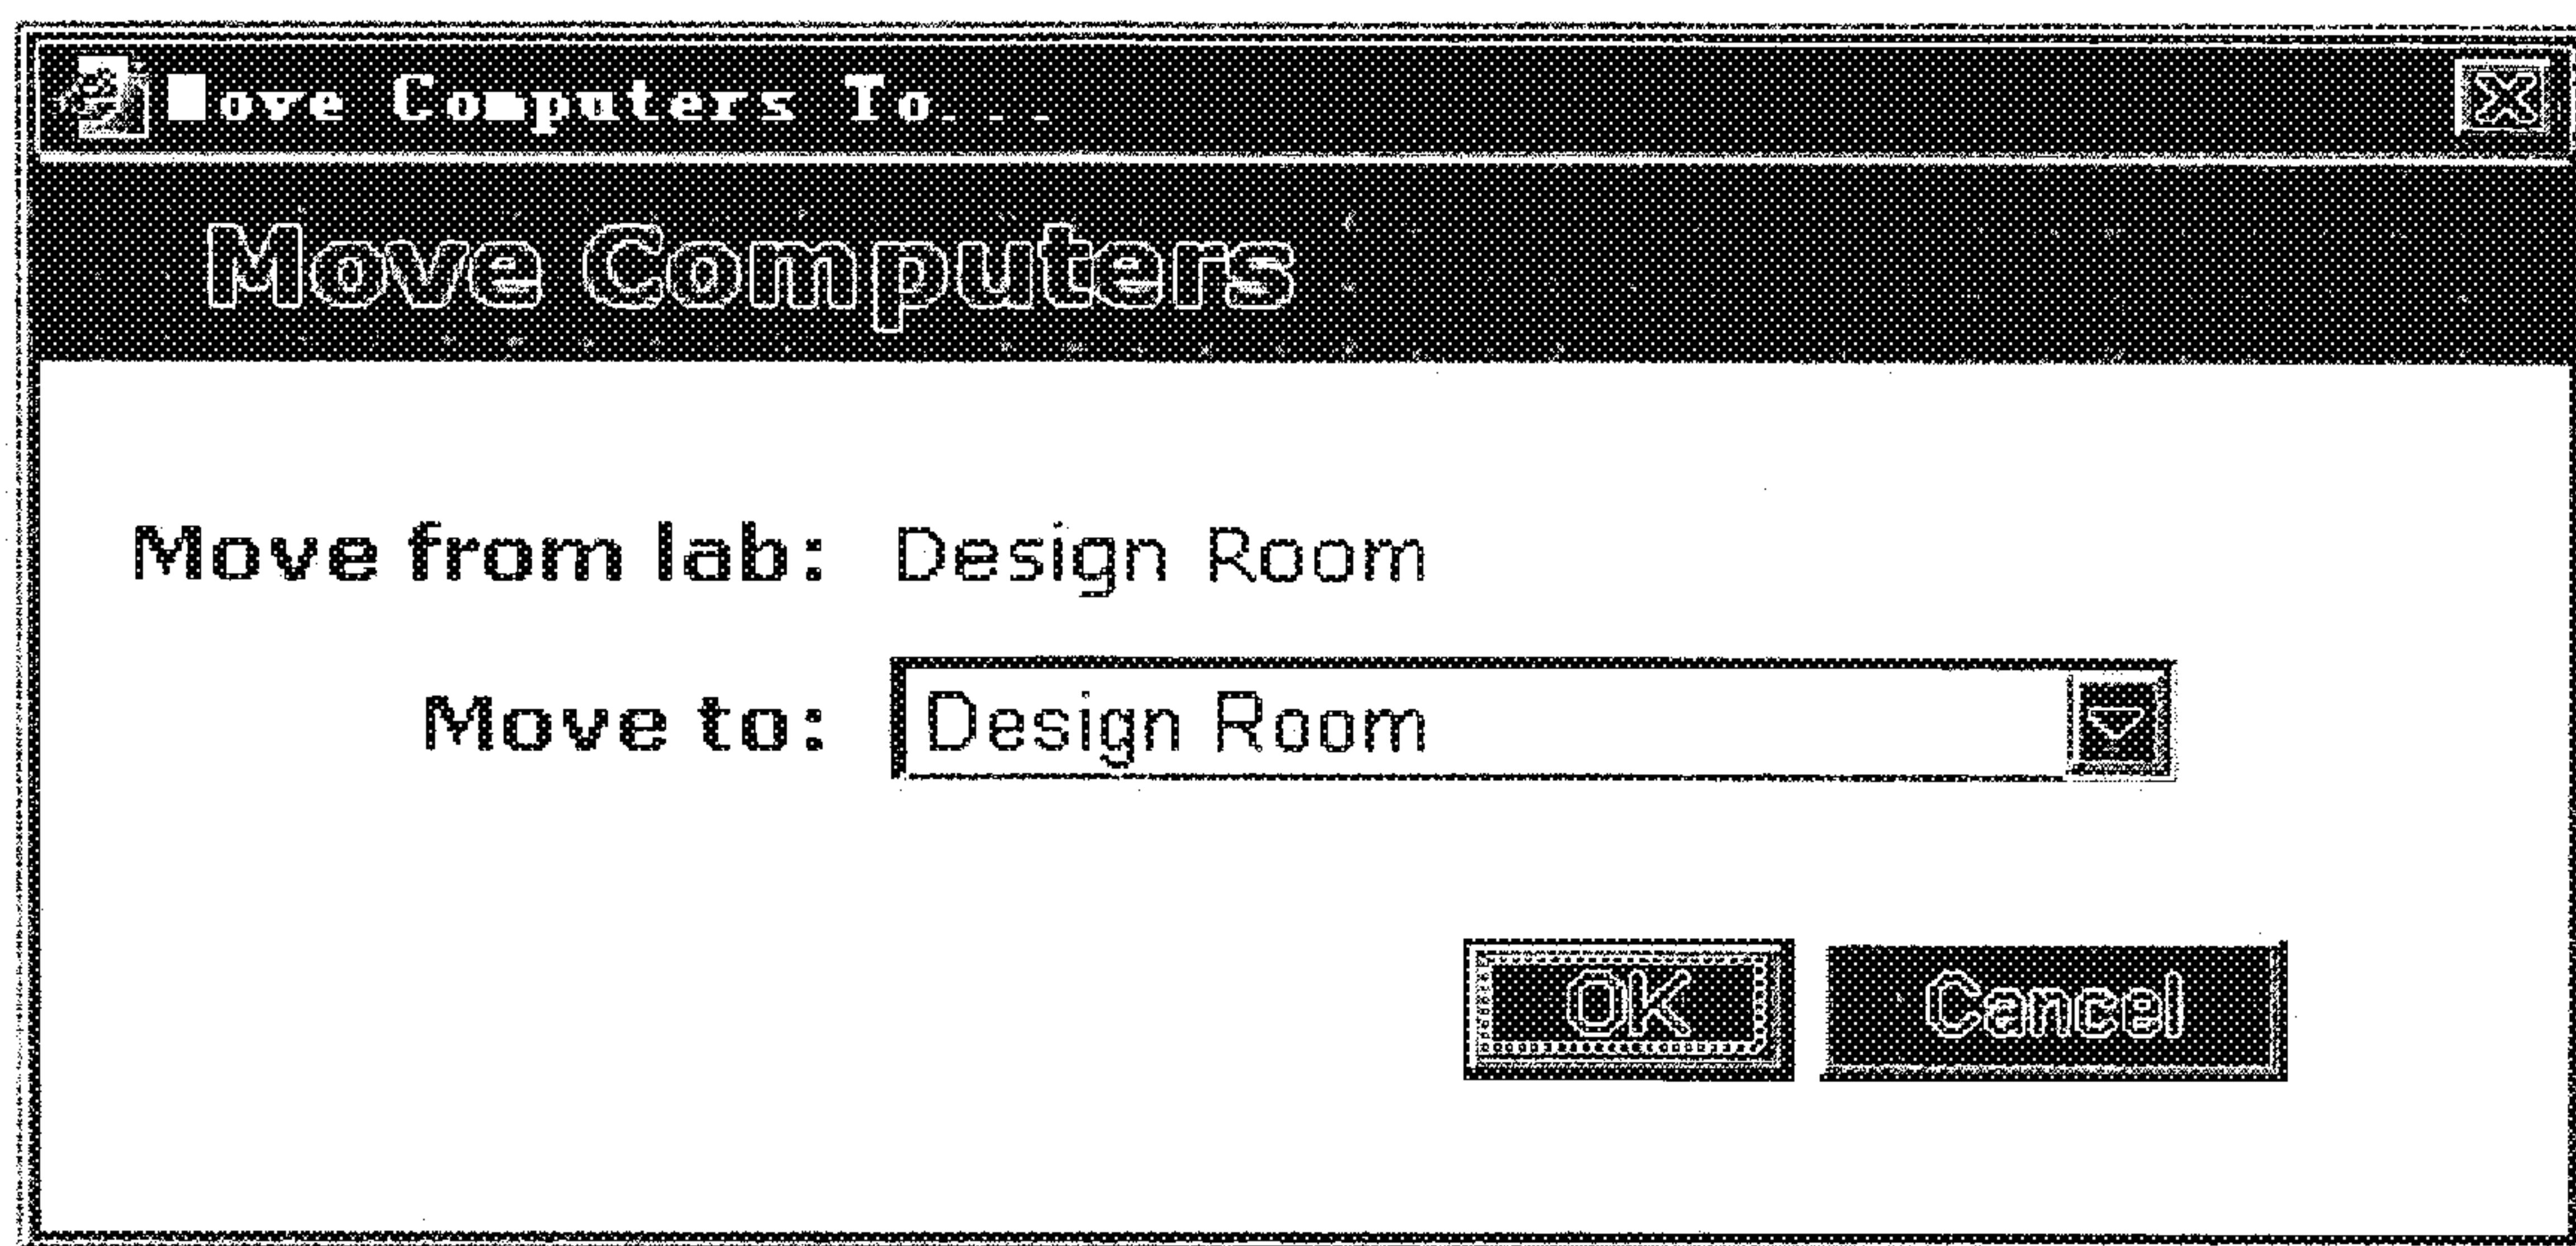 Move Computers To...
Move Computers
Move from lab: Design Room
Move to: Design Room
OK Cancel